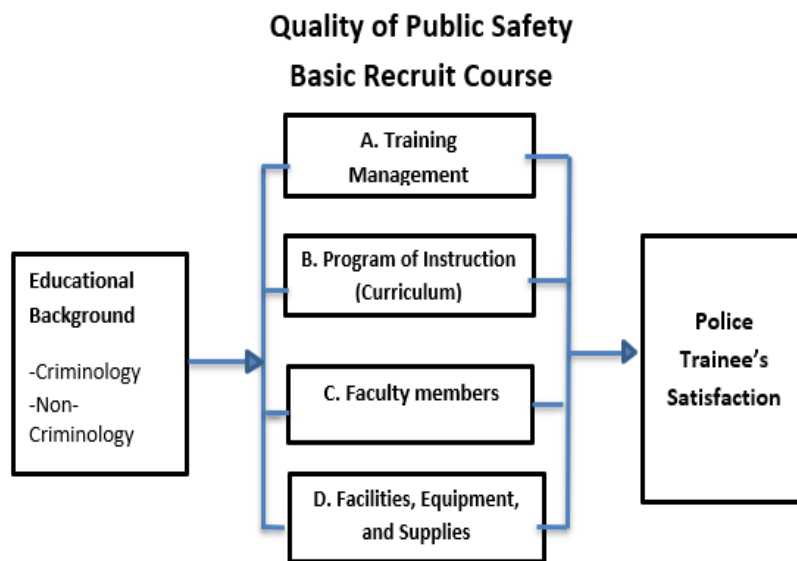 Quality of Public Safety
Basic Recruit Course
A. Training
Management
B. Program of Instruction
(Curriculum)
Educational
Background
-Criminology
-Non-
Criminology
C. Faculty members
D. Facilities, Equipment,
and Supplies
Police
Trainee’s
Satisfaction